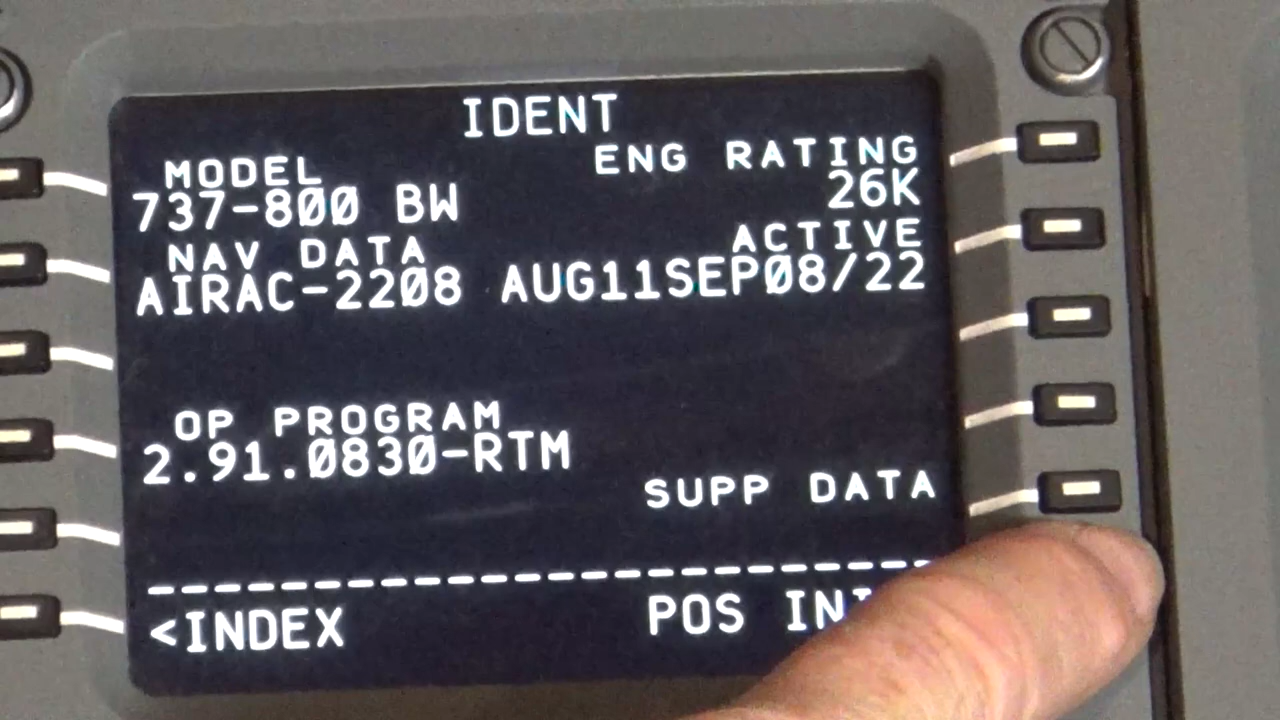 IDENT
MODEL ENG RATING
737-800 BW 26K
NAV DATA ACTIVE
AIRAC-2208 AUG11SEP08/22
OP PROGRAM
2.91.0830-RTM
SUPP DATA
<INDEX POS